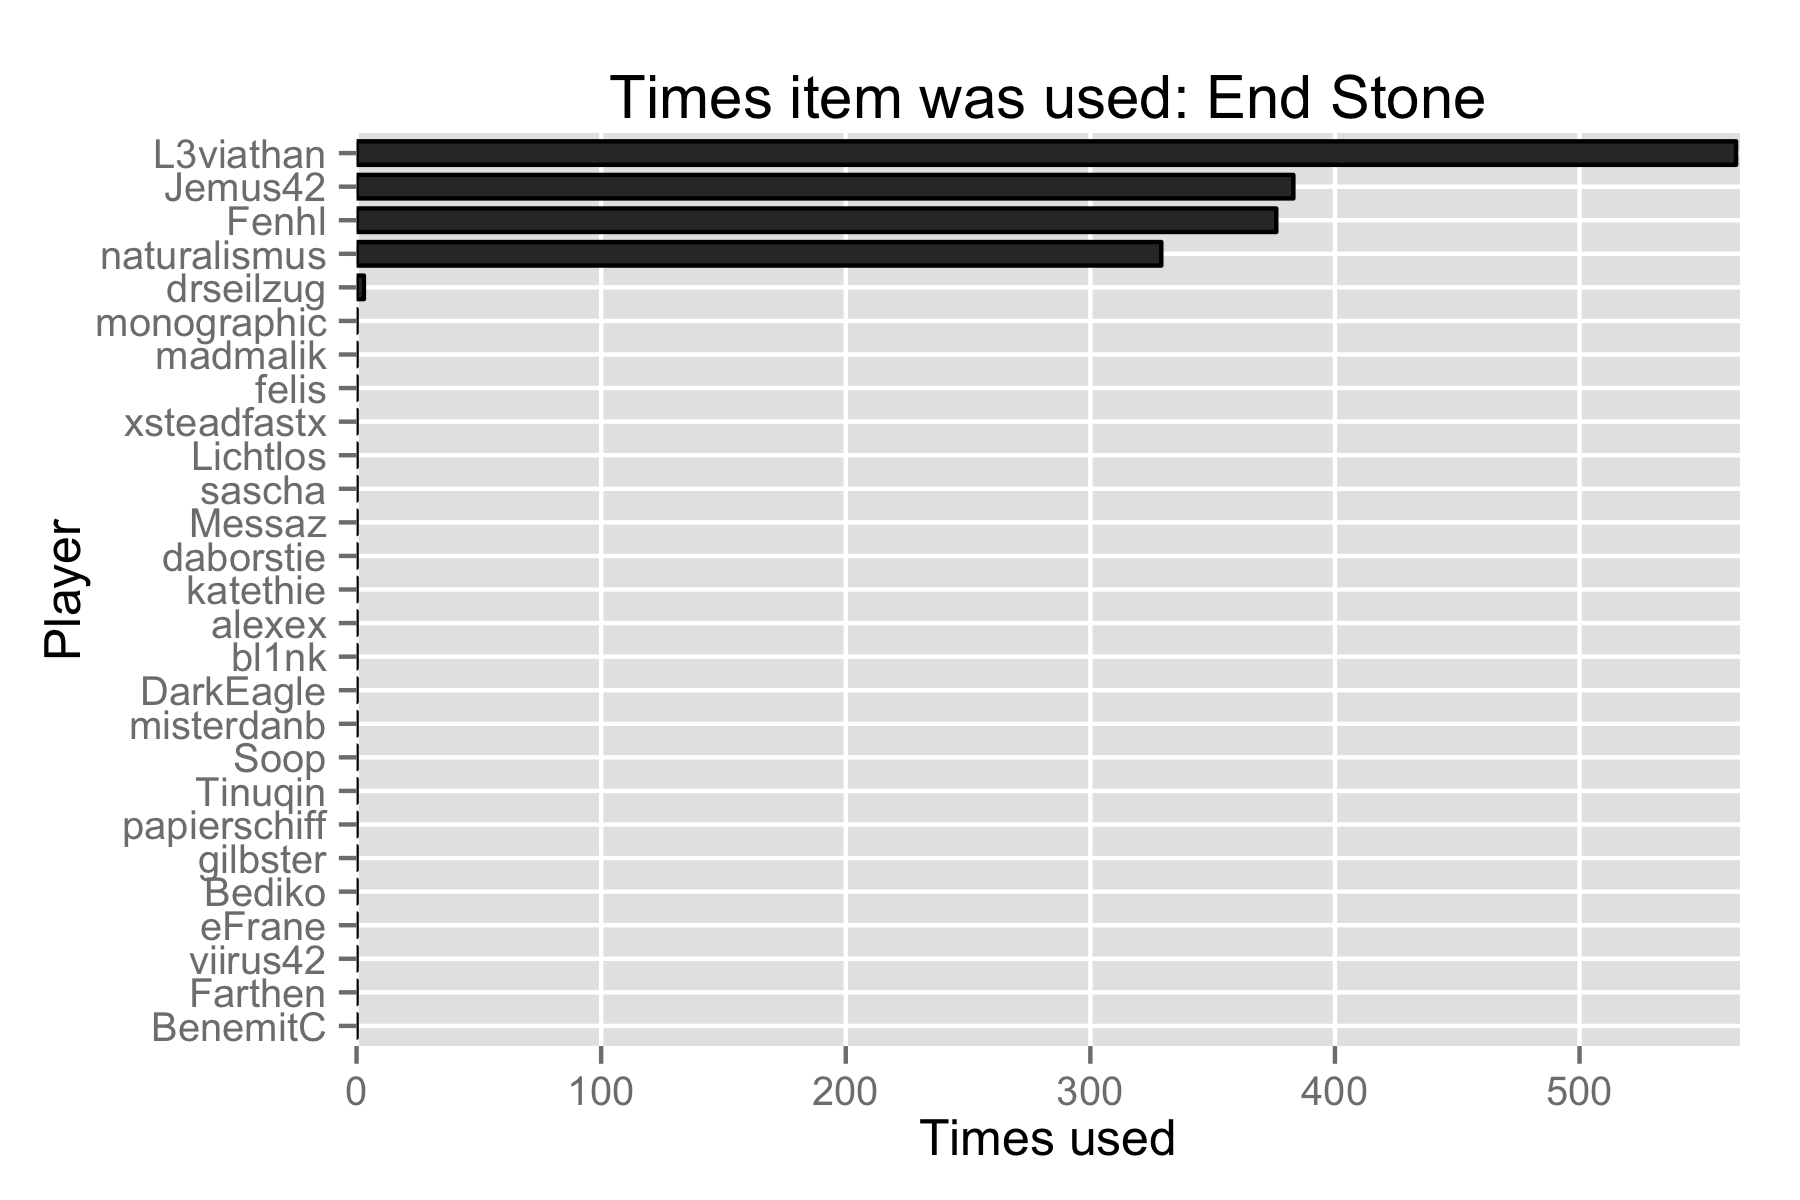 Times item was used: End Stone
L3viathan
Jemus42
Fenhl
naturalismus
drseilzug
monographic
madmalik
felis
xsteadfastx
Lichtlos
sascha
Messaz
daborstie
katethie
alexex
bl1nk
DarkEagle
misterdanb
Soop
Tinuqin
papierschiff
gilbster
Bediko
eFrane
viirus42
Farthen
BenemitC
Player
0 100 200 300 400 500
Times used